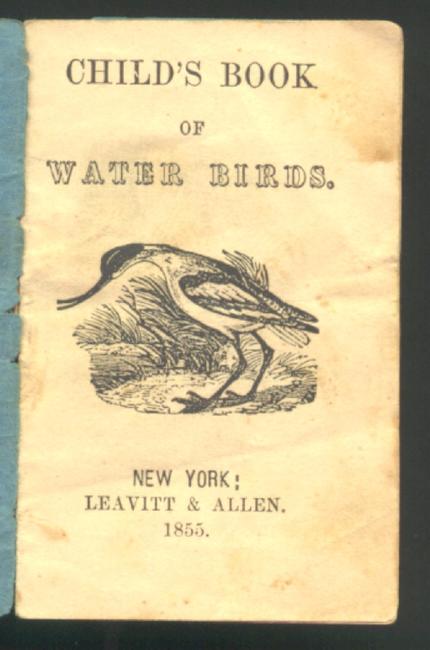 CHILD'S BOOK
OF
WATER BIRDS.
NEW YORK:
LEAVITT & ALLEN.
1855.